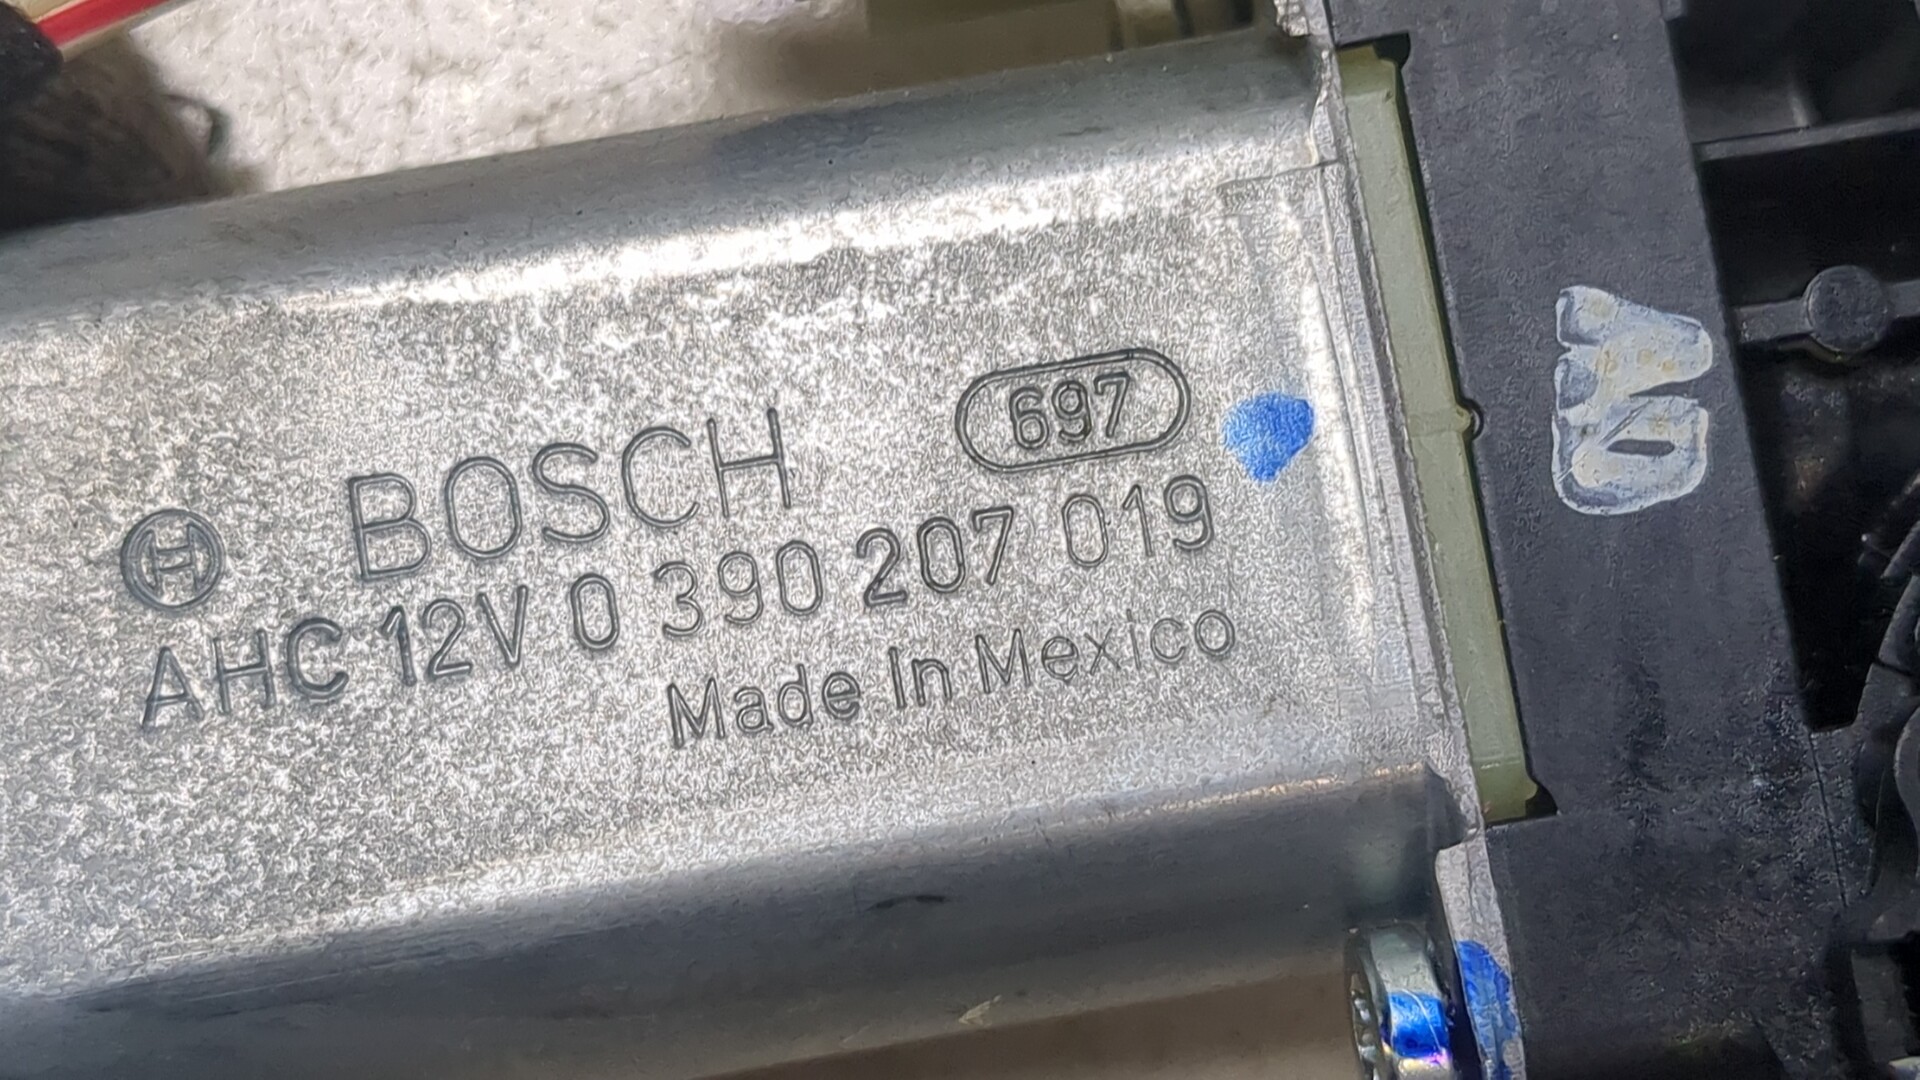 697
BOSCH
AHC 12V 0 390 207 019
Made In Mexico